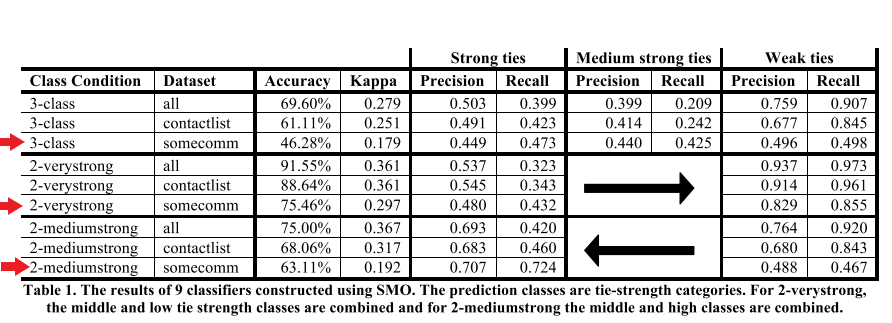 Strong ties Medium strong ties Weak ties
Class Condition Dataset Accuracy Kappa Precision Recall Precision Recall Precision Recall
3-class all 69.60% 0.279 0.503 0.399 0.399 0.209 0.759 0.907
3-class contactlist 61.11% 0.251 0.491 0.423 0.414 0.242 0.677 0.845
3-class somecomm 46.28% 0.179 0.449 0.473 0.440 0.425 0.496 0.498
2-verystrong all 91.55% 0.361 0.537 0.323 0.937 0.973
2-verystrong contactlist 88.64% 0.361 0.545 0.343 0.914 0.961
2-verystrong somecomm 75.46% 0.297 0.480 0.432 0.829 0.855
2-mediumstrong all 75.00% 0.367 0.693 0.420 0.764 0.920
2-mediumstrong contactlist 68.06% 0.317 0.683 0.460 0.680 0.843
2-mediumstrong somecomm 63.11% 0.192 0.707 0.724 0.488 0.467
Table 1. The results of 9 classifiers constructed using SMO. The prediction classes are tie-strength categories. For 2-verystrong,
the middle and low tie strength classes are combined and for 2-mediumstrong the middle and high classes are combined.